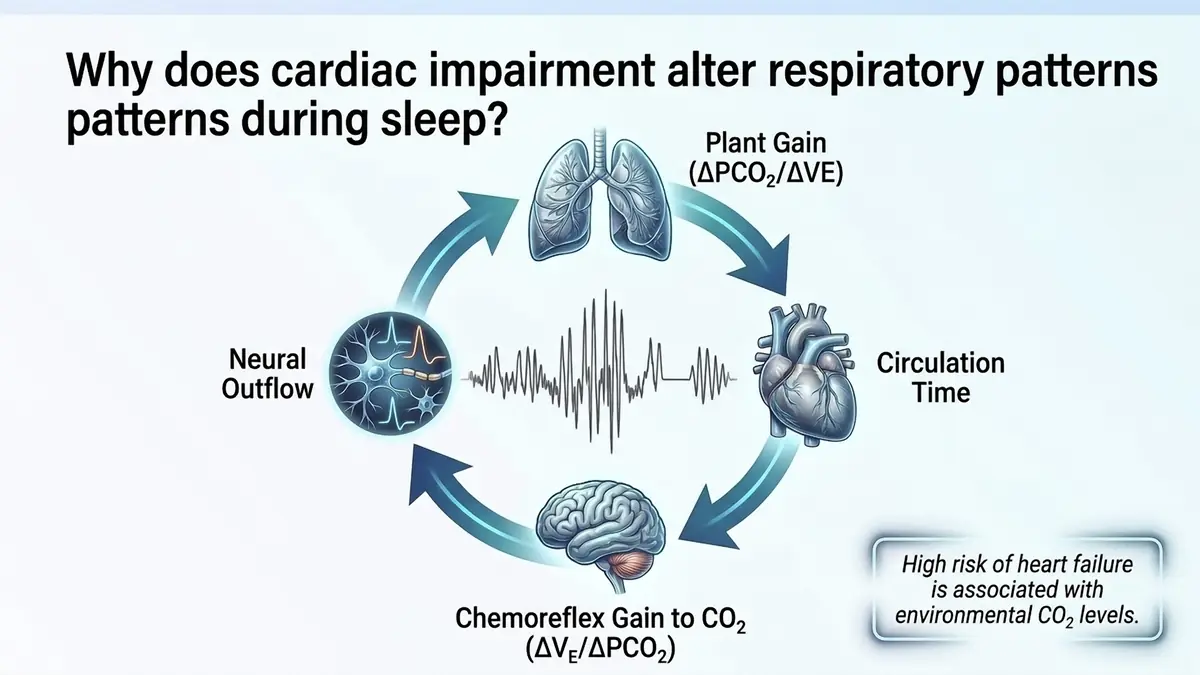 Why does cardiac impairment alter respiratory patterns
patterns during sleep?
Plant Gain
(ΔPCO₂/ΔVE)
Neural
Outflow
Circulation
Time
Chemoreflex Gain to CO₂
(ΔV_E/ΔPCO₂)
High risk of heart failure
is associated with
environmental CO₂ levels.